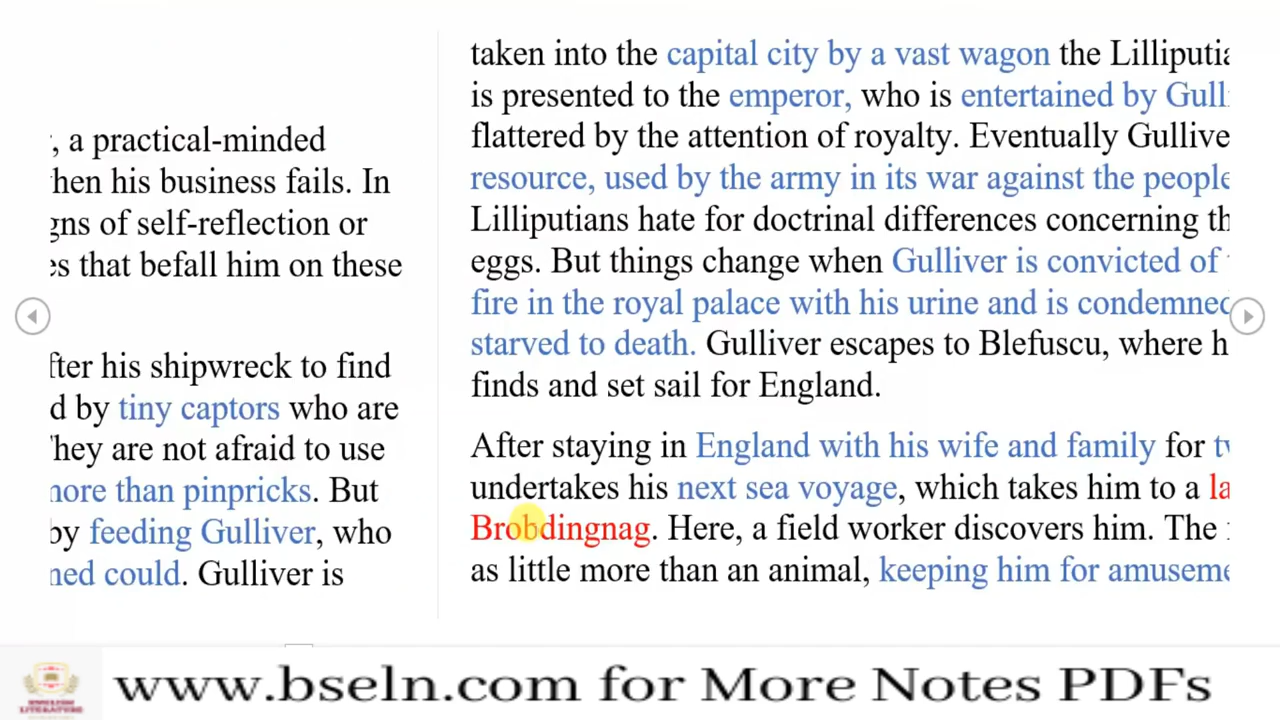 , a practical-minded
hen his business fails. In
gns of self-reflection or
es that befall him on these
fter his shipwreck to find
d by tiny captors who are
They are not afraid to use
more than pinpricks. But
by feeding Gulliver, who
ned could. Gulliver is
taken into the capital city by a vast wagon the Lilliputia
is presented to the emperor, who is entertained by Gull
flattered by the attention of royalty. Eventually Gullive
resource, used by the army in its war against the people
Lilliputians hate for doctrinal differences concerning th
eggs. But things change when Gulliver is convicted of
fire in the royal palace with his urine and is condemned
starved to death. Gulliver escapes to Blefuscu, where h
finds and set sail for England.
After staying in England with his wife and family for tw
undertakes his next sea voyage, which takes him to a la
Brobdingnag. Here, a field worker discovers him. The
as little more than an animal, keeping him for amuseme
ENGLISH
LITERATURE
www.bseln.com for More Notes PDFs